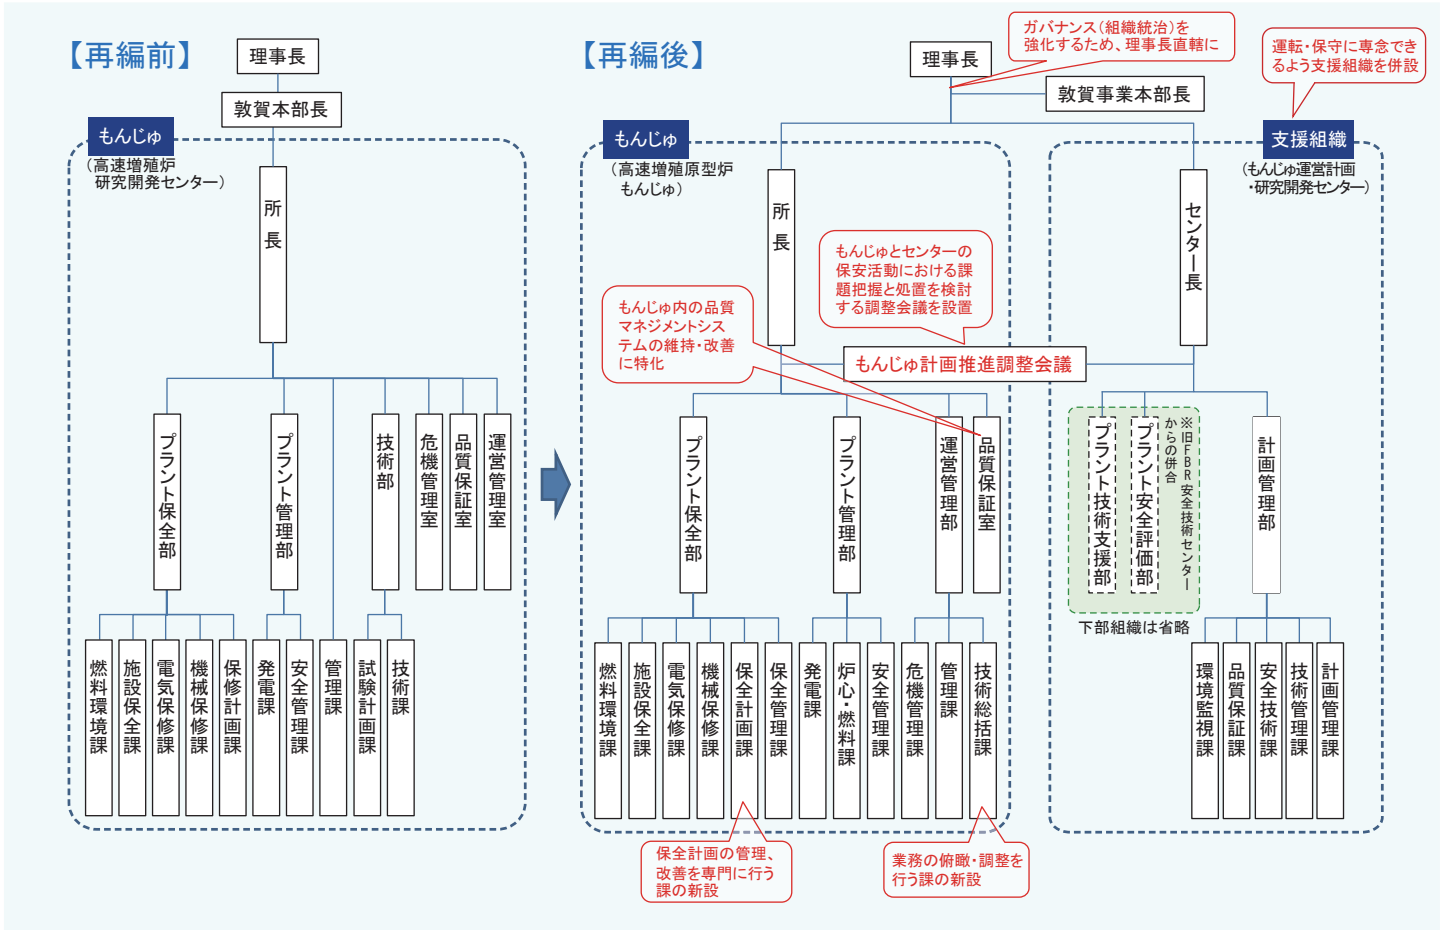 【再編前】
理事長
敦賀本部長
もんじゅ
（高速増殖炉
研究開発センター）
所長
プラント保全部
プラント管理部
技術部
危機管理室
品質保証室
運営管理室
燃料環境課
施設保全課
電気保修課
機械保修課
保修計画課
発電課
安全管理課
管理課
試験計画課
技術課
【再編後】
理事長
ガバナンス（組織統治）を
強化するため、理事長直轄に
敦賀事業本部長
運転・保守に専念でき
るよう支援組織を併設
もんじゅ
（高速増殖原型炉
もんじゅ）
所長
支援組織
（もんじゅ運営計画
・研究開発センター）
センター長
もんじゅとセンターの
保安活動における課
題把握と処置を検討
する調整会議を設置
もんじゅ内の品質
マネジメントシス
テムの維持・改善
に特化
もんじゅ計画推進調整会議
プラント保全部
プラント管理部
運営管理部
品質保証室
プラント技術支援部
プラント安全評価部
※旧ＦＢＲ安全技術センター
からの併合
計画管理部
下部組織は省略
燃料環境課
施設保全課
電気保修課
機械保修課
保全計画課
保全管理課
発電課
炉心・燃料課
安全管理課
危機管理課
管理課
技術総括課
環境監視課
品質保証課
安全技術課
技術管理課
計画管理課
保全計画の管理、
改善を専門に行う
課の新設
業務の俯瞰・調整を
行う課の新設